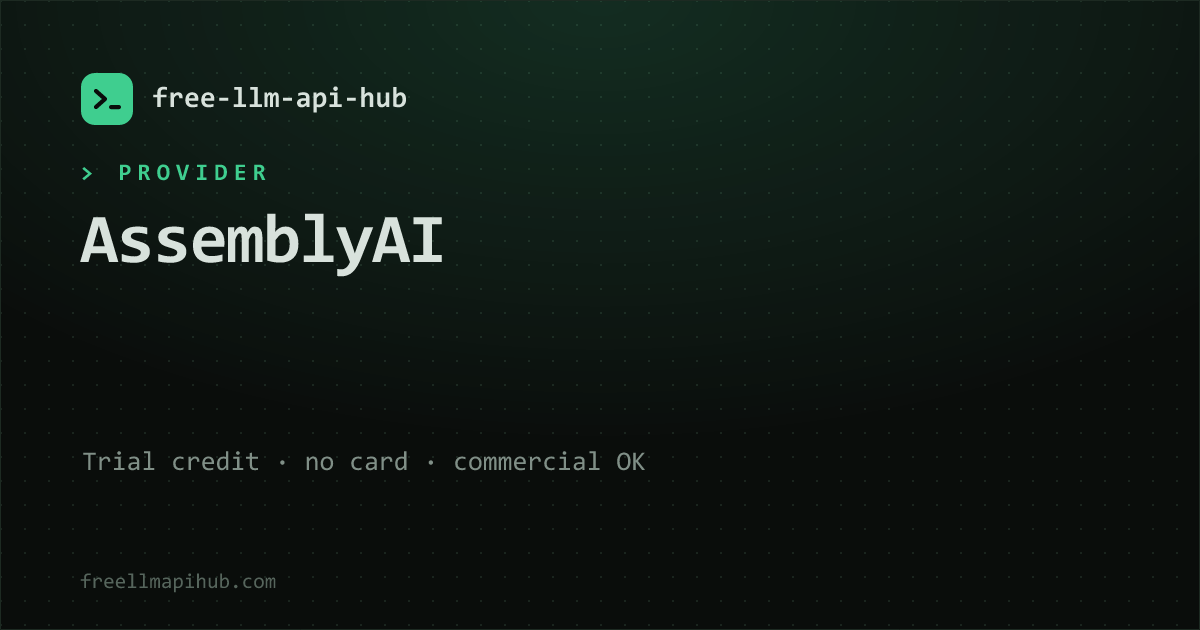 free-llm-api-hub
> PROVIDER
AssemblyAI
Trial credit · no card · commercial OK
freellmapihub.com